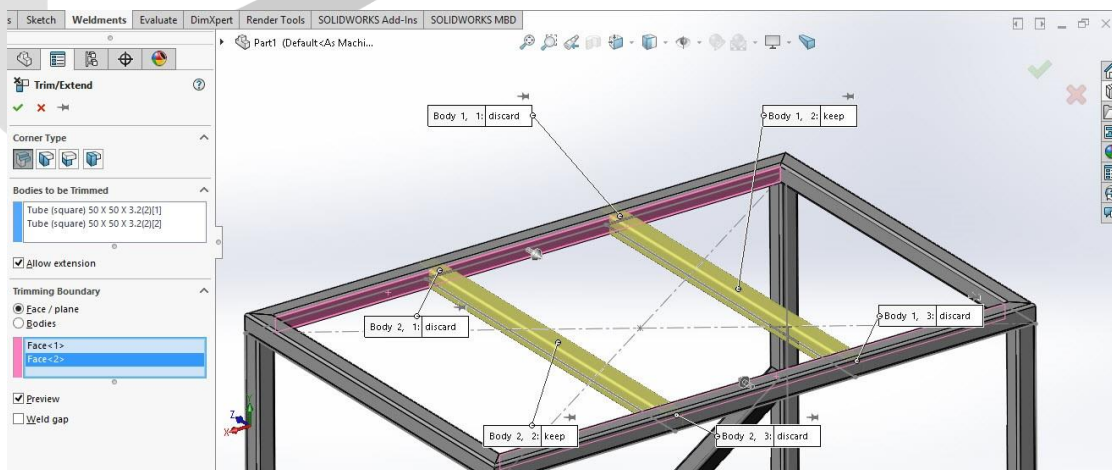 s Sketch Weldments Evaluate DimXpert Render Tools SOLIDWORKS Add-Ins SOLIDWORKS MBD
Part1 (Default<As Machi...
Trim/Extend
Corner Type
Bodies to be Trimmed
Tube (square) 50 X 50 X 3.2(2)[1]
Tube (square) 50 X 50 X 3.2(2)[2]
Allow extension
Trimming Boundary
Face / plane
Bodies
Face<1>
Face<2>
Preview
Weld gap
Body 1, 1: discard
Body 1, 2: keep
Body 2, 1: discard
Body 1, 3: discard
Body 2, 2: keep
Body 2, 3: discard
Z
X